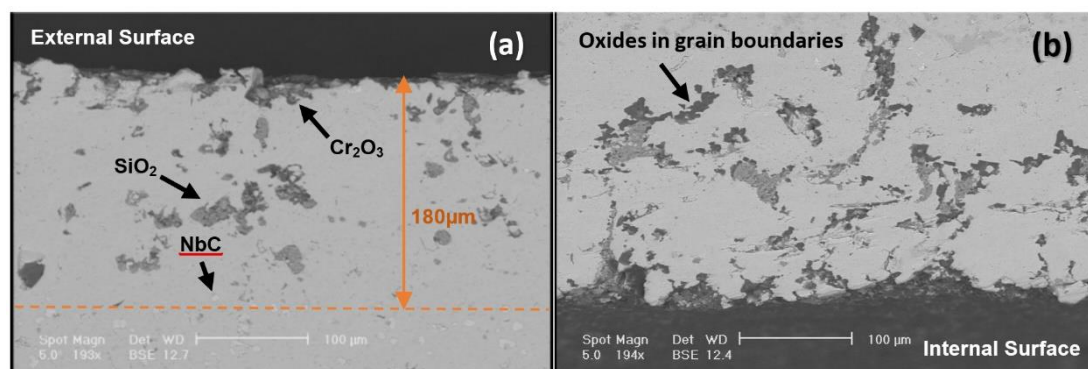 External Surface
(a)
Cr₂O₃
SiO₂
180µm
NbC
Spot Magn Det WD 100 µm
5.0 193x BSE 12.7
Oxides in grain boundaries
(b)
Spot Magn Det WD 100 µm
5.0 194x BSE 12.4
Internal Surface